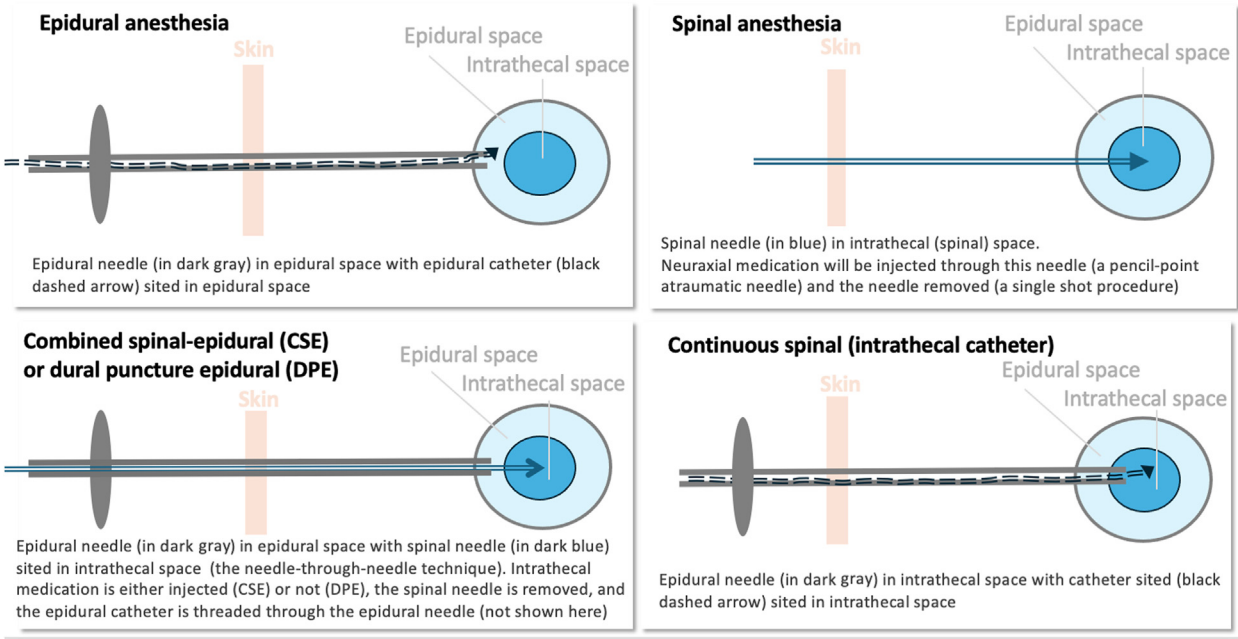 Epidural anesthesia
Skin
Epidural space
Intrathecal space
Epidural needle (in dark gray) in epidural space with epidural catheter (black
dashed arrow) sited in epidural space
Spinal anesthesia
Skin
Epidural space
Intrathecal space
Spinal needle (in blue) in intrathecal (spinal) space.
Neuraxial medication will be injected through this needle (a pencil-point
atraumatic needle) and the needle removed (a single shot procedure)
Combined spinal-epidural (CSE)
or dural puncture epidural (DPE)
Skin
Epidural space
Intrathecal space
Epidural needle (in dark gray) in epidural space with spinal needle (in dark blue)
sited in intrathecal space (the needle-through-needle technique). Intrathecal
medication is either injected (CSE) or not (DPE), the spinal needle is removed, and
the epidural catheter is threaded through the epidural needle (not shown here)
Continuous spinal (intrathecal catheter)
Skin
Epidural space
Intrathecal space
Epidural needle (in dark gray) in intrathecal space with catheter sited (black
dashed arrow) sited in intrathecal space